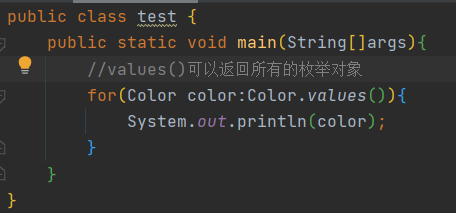 public class test {
    public static void main(String[]args){
        //values()可以返回所有的枚举对象
        for(Color color:Color.values()){
            System.out.println(color);
        }
    }
}